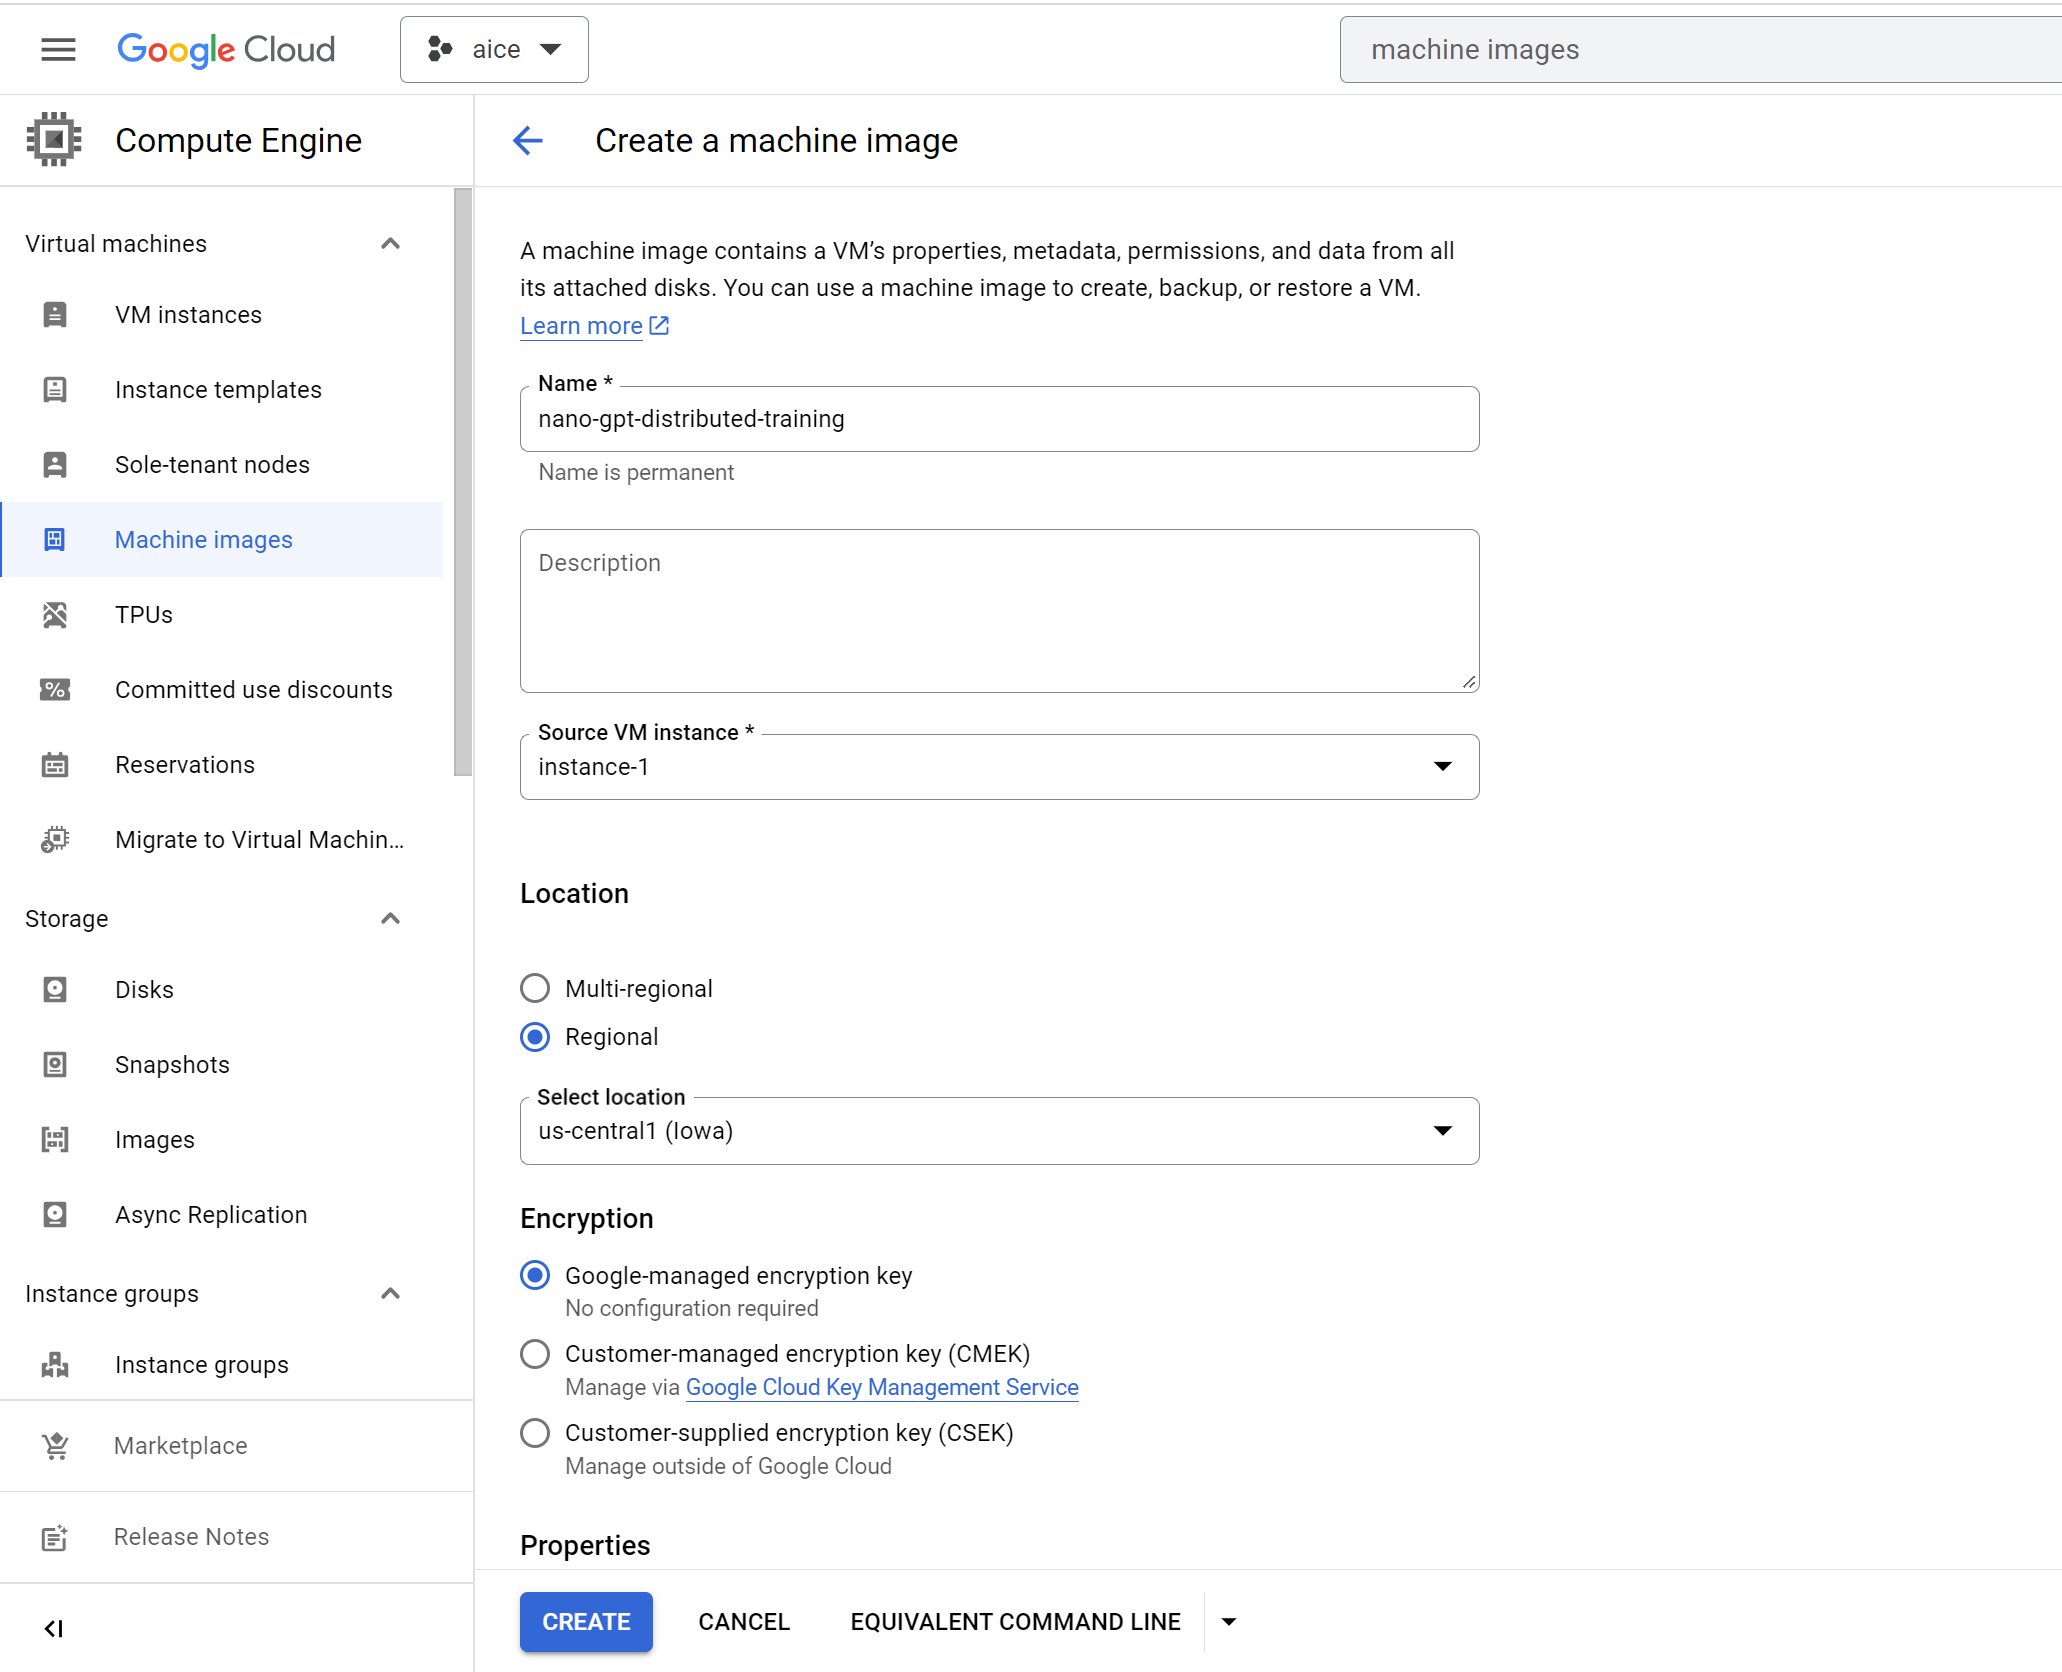 Google Cloud
aice
machine images
Compute Engine
Create a machine image
Virtual machines
VM instances
Instance templates
Sole-tenant nodes
Machine images
TPUs
Committed use discounts
Reservations
Migrate to Virtual Machin...
Storage
Disks
Snapshots
Images
Async Replication
Instance groups
Instance groups
Marketplace
Release Notes
A machine image contains a VM’s properties, metadata, permissions, and data from all
its attached disks. You can use a machine image to create, backup, or restore a VM.
Learn more
Name *
nano-gpt-distributed-training
Name is permanent
Description
Source VM instance *
instance-1
Location
Multi-regional
Regional
Select location
us-central1 (Iowa)
Encryption
Google-managed encryption key
No configuration required
Customer-managed encryption key (CMEK)
Manage via Google Cloud Key Management Service
Customer-supplied encryption key (CSEK)
Manage outside of Google Cloud
Properties
CREATE
CANCEL
EQUIVALENT COMMAND LINE